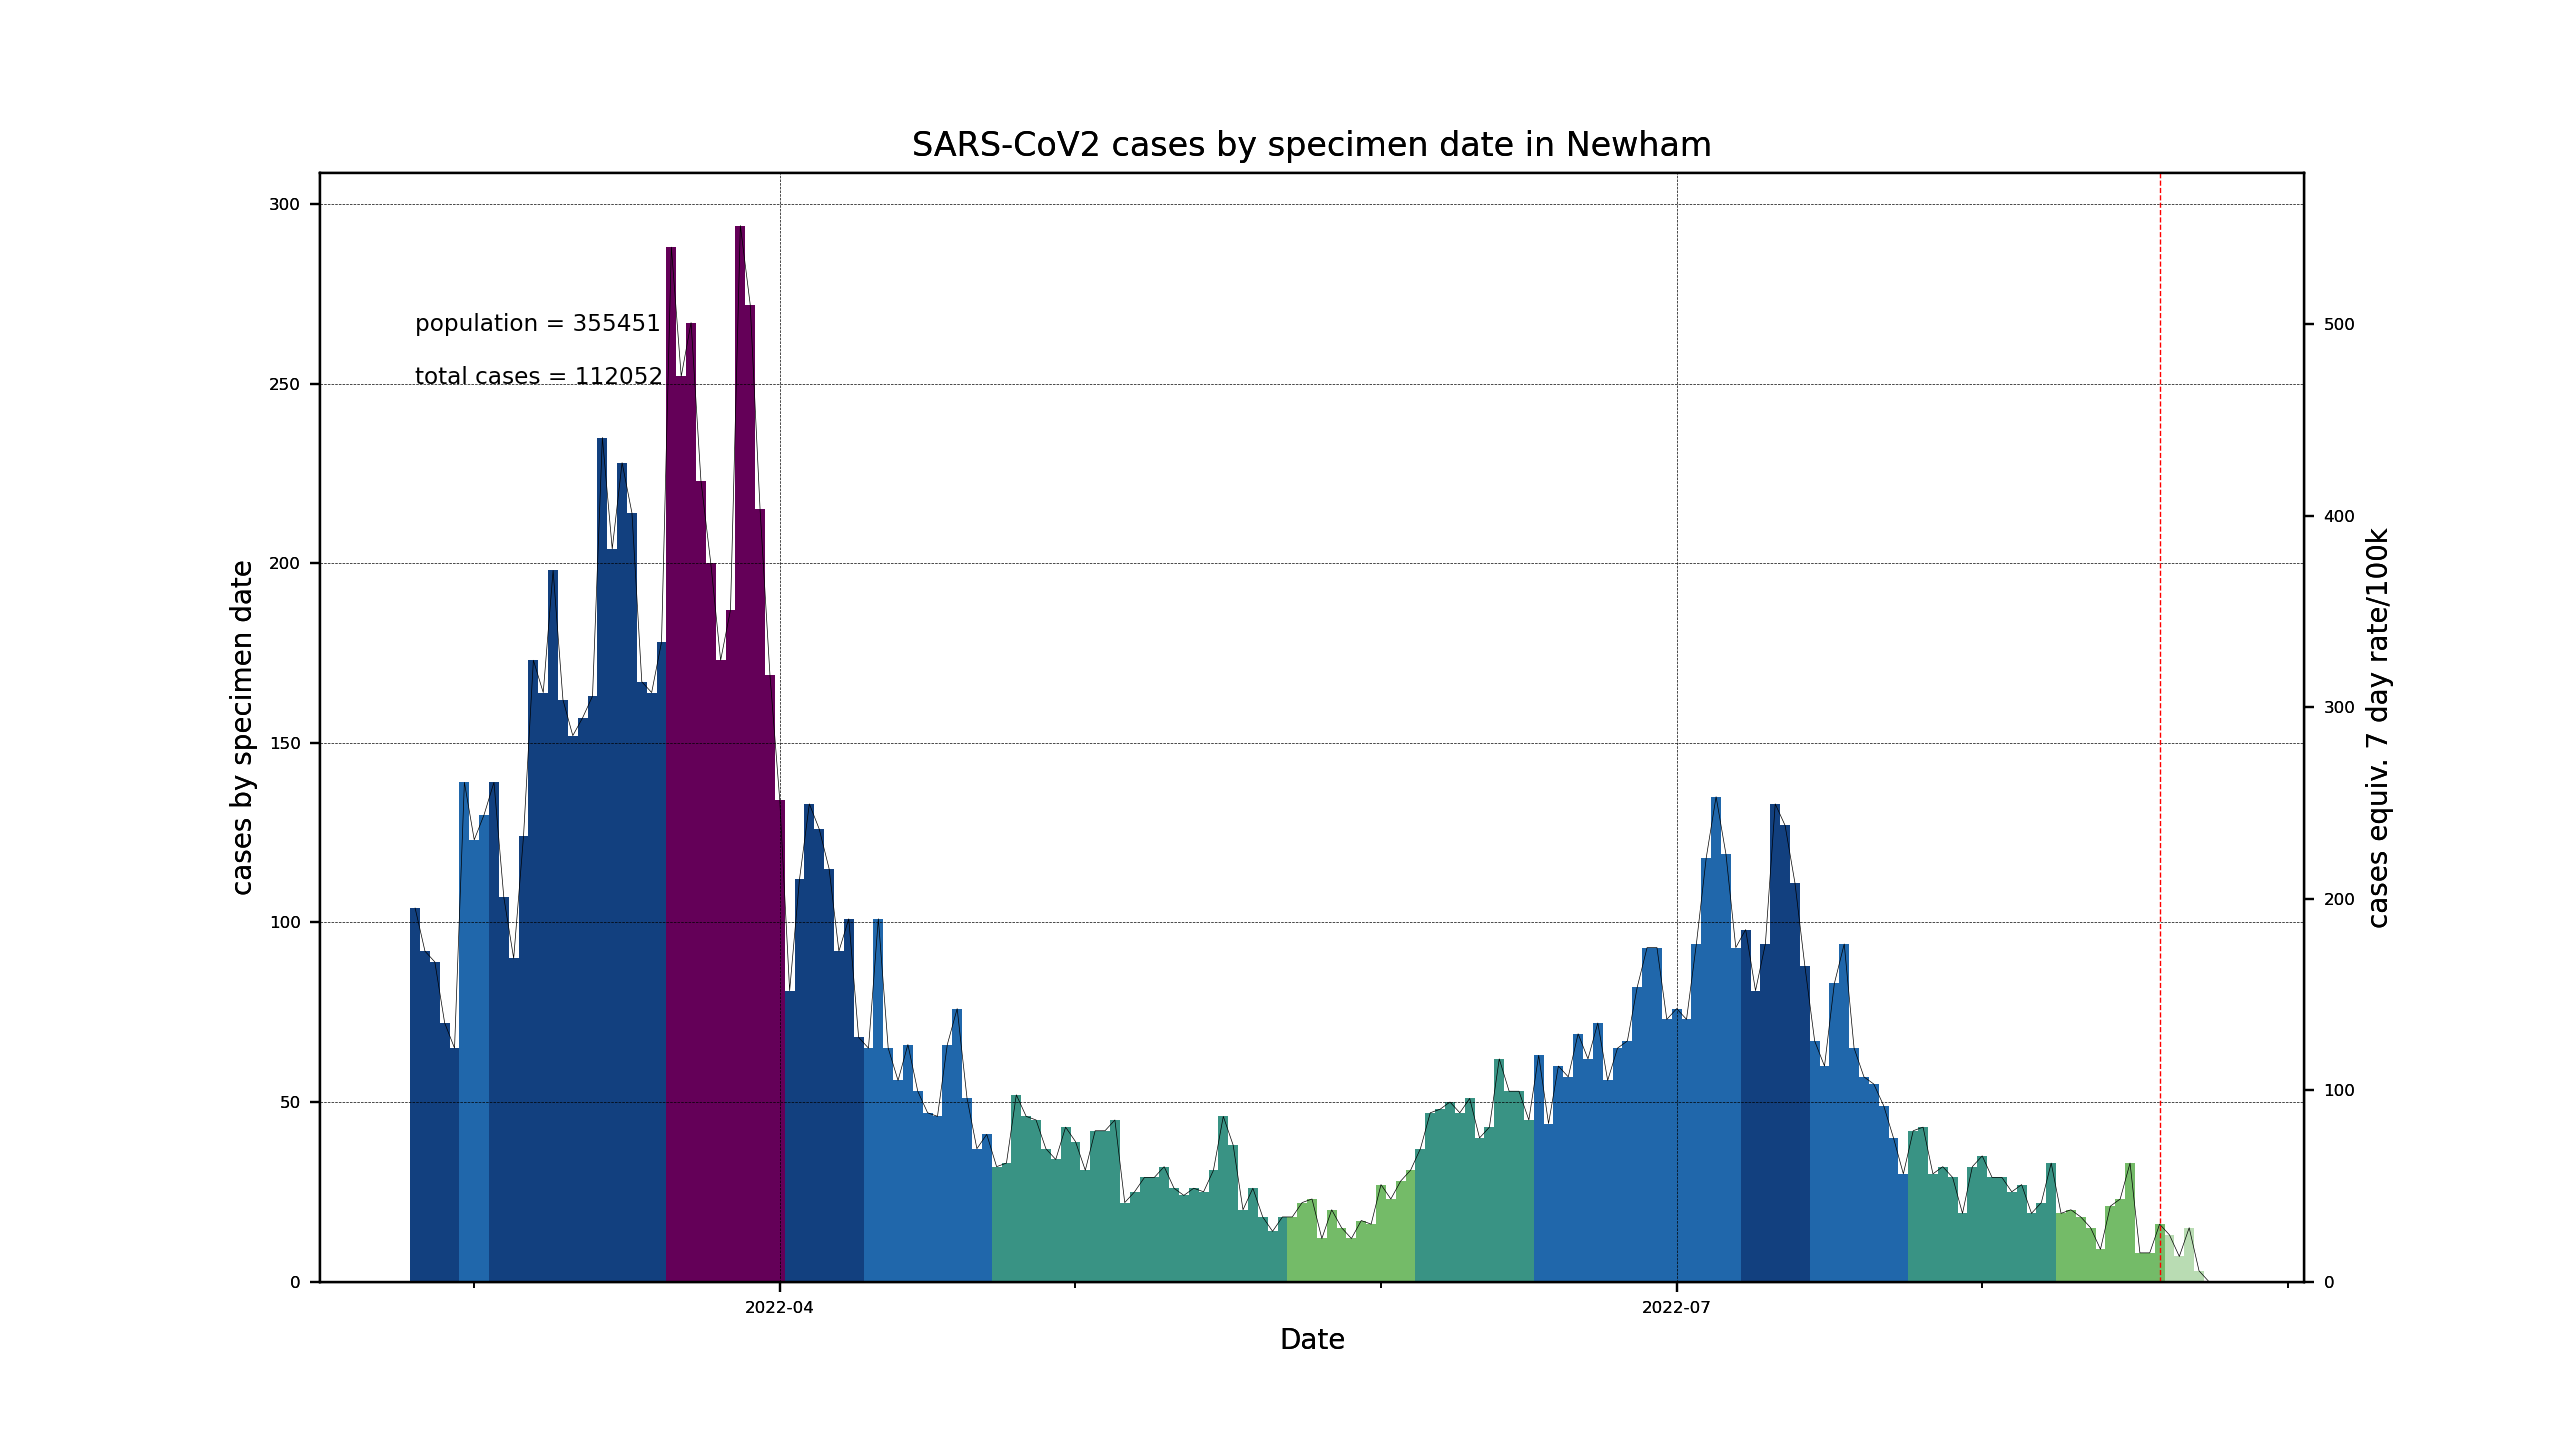 SARS-CoV2 cases by specimen date in Newham
300
250
200
150
100
50
0
cases by specimen date
population = 355451
total cases = 112052
500
400
300
200
100
0
cases equiv. 7 day rate/100k
2022-04
2022-07
Date